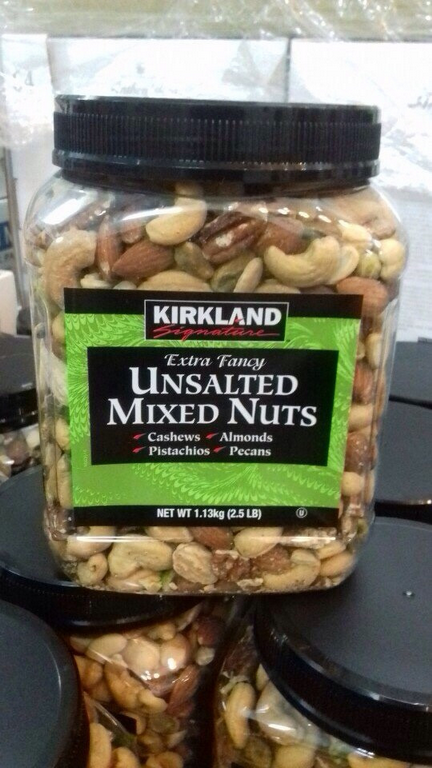 KIRKLAND
Signature
Extra Fancy
UNSALTED
MIXED NUTS
Cashews Almonds
Pistachios Pecans
NET WT 1.13kg (2.5 LB) U